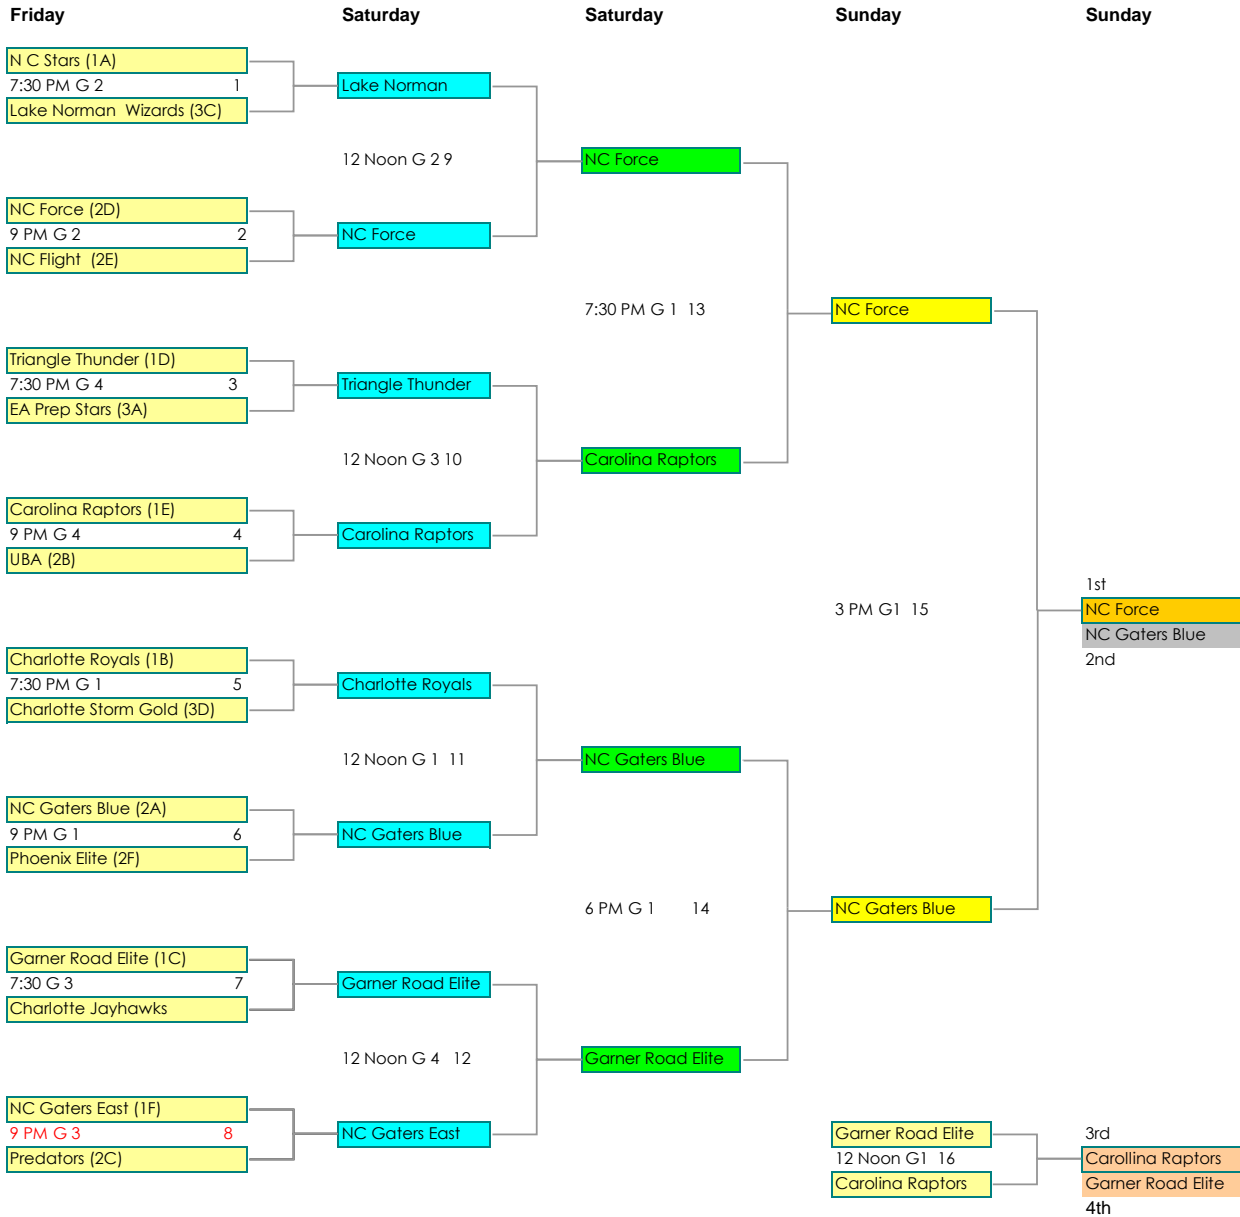 Friday
Saturday
Saturday
Sunday
Sunday
N C Stars (1A)
7:30 PM G 2 1
Lake Norman Wizards (3C)
NC Force (2D)
9 PM G 2 2
NC Flight (2E)
Triangle Thunder (1D)
7:30 PM G 4 3
EA Prep Stars (3A)
Carolina Raptors (1E)
9 PM G 4 4
UBA (2B)
Charlotte Royals (1B)
7:30 PM G 1 5
Charlotte Storm Gold (3D)
NC Gaters Blue (2A)
9 PM G 1 6
Phoenix Elite (2F)
Garner Road Elite (1C)
7:30 G 3 7
Charlotte Jayhawks
NC Gaters East (1F)
9 PM G 3 8
Predators (2C)
Lake Norman
12 Noon G 2 9
NC Force
Triangle Thunder
12 Noon G 3 10
Carolina Raptors
Charlotte Royals
12 Noon G 1 11
NC Gaters Blue
Garner Road Elite
12 Noon G 4 12
NC Gaters East
NC Force
7:30 PM G 1 13
Carolina Raptors
NC Gaters Blue
6 PM G 1 14
Garner Road Elite
NC Force
3 PM G1 15
NC Gaters Blue
Garner Road Elite
12 Noon G1 16
Carolina Raptors
1st
NC Force
NC Gaters Blue
2nd
3rd
Carollina Raptors
Garner Road Elite
4th